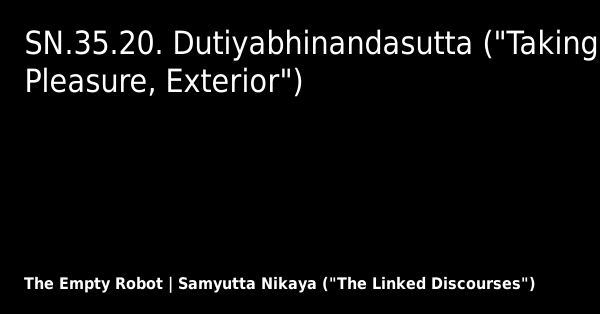 SN.35.20. Dutiyabhinandasutta ("Taking
Pleasure, Exterior")
The Empty Robot | Samyutta Nikaya ("The Linked Discourses")